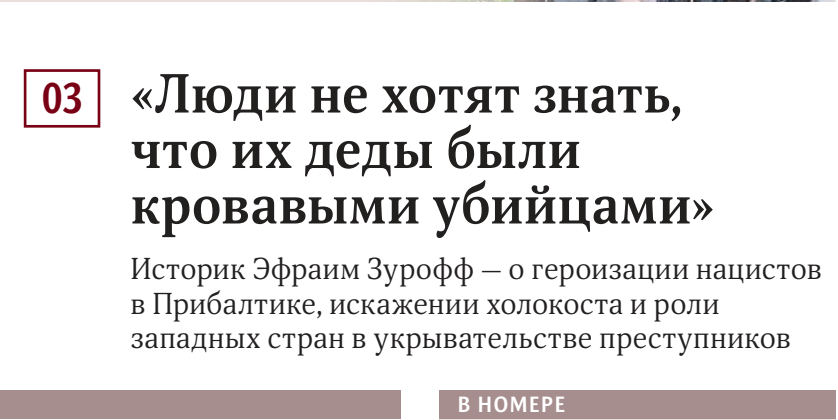 03
«Люди не хотят знать,
что их деды были
кровавыми убийцами»
Историк Эфраим Зурофф — о героизации нацистов
в Прибалтике, искажении холокоста и роли
западных стран в укрывательстве преступников
В НОМЕРЕ